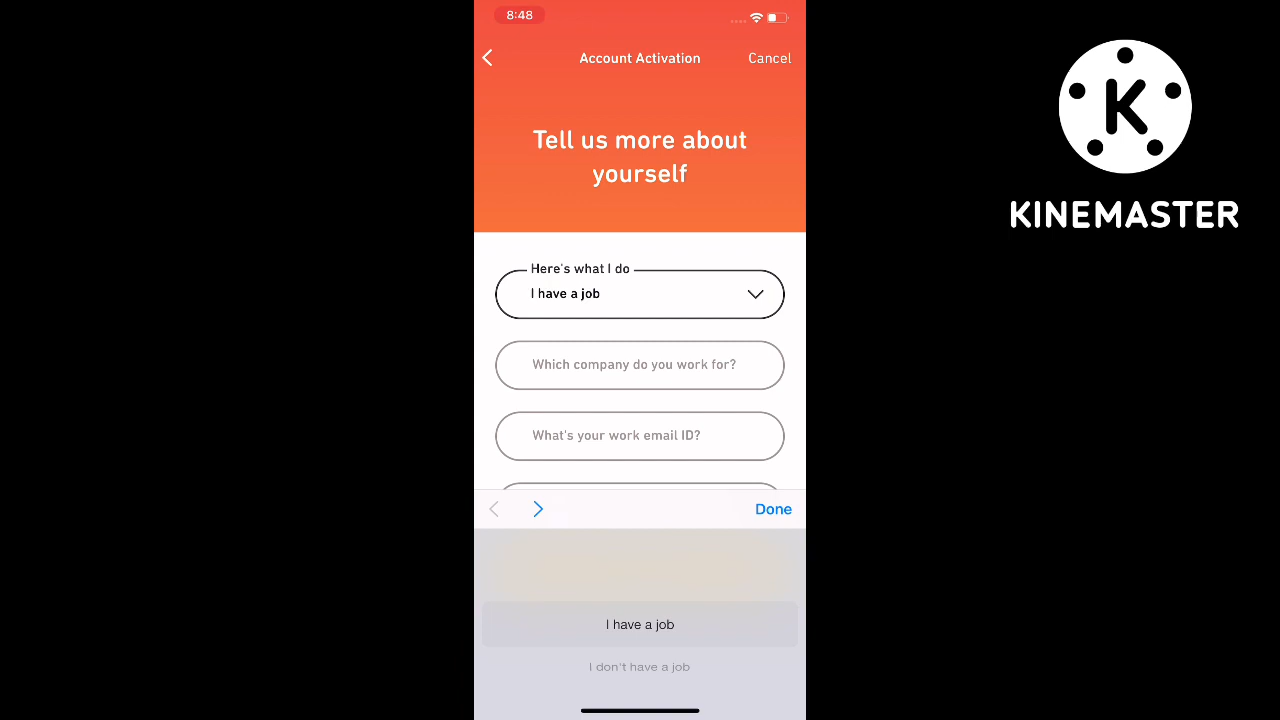 8:48
Account Activation
Cancel
Tell us more about
yourself
Here's what I do
I have a job
Which company do you work for?
What's your work email ID?
Done
I have a job
I don't have a job
K
KINEMASTER